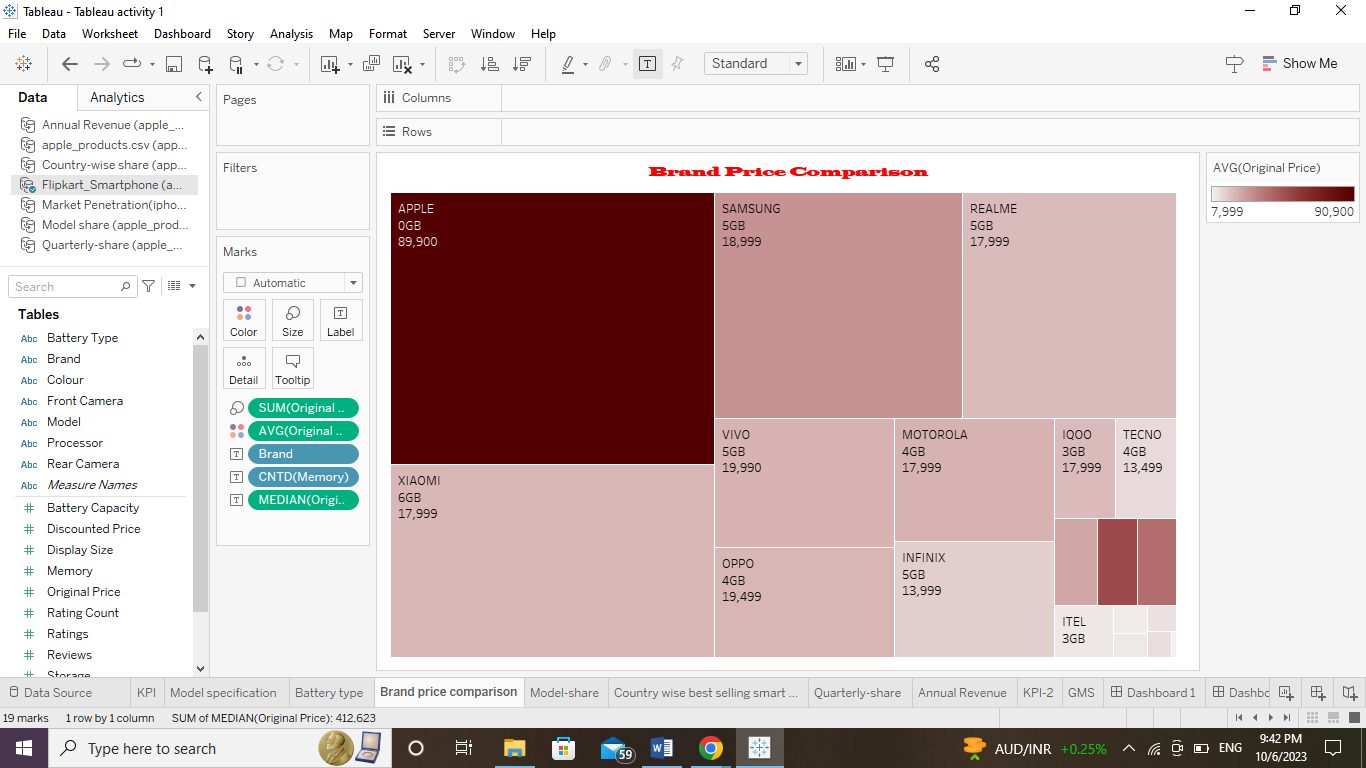 Tableau - Tableau activity 1
File Data Worksheet Dashboard Story Analysis Map Format Server Window Help
Standard
Show Me
Data Analytics
Annual Revenue (apple_...
apple_products.csv (app...
Country-wise share (app...
Flipkart_Smartphone (a...
Market Penetration(ipho...
Model share (apple_prod...
Quarterly-share (apple_...
Search
Tables
Abc Battery Type
Abc Brand
Abc Colour
Abc Front Camera
Abc Model
Abc Processor
Abc Rear Camera
Abc Measure Names
Battery Capacity
Discounted Price
Display Size
Memory
Original Price
Rating Count
Ratings
Reviews
Storage
Pages
Filters
Marks
Automatic
Color Size Label
Detail Tooltip
SUM(Original ..
AVG(Original ..
Brand
CNTD(Memory)
MEDIAN(Origi..
Columns
Rows
Brand Price Comparison
APPLE
0GB
89,900
SAMSUNG
5GB
18,999
REALME
5GB
17,999
XIAOMI
6GB
17,999
VIVO
5GB
19,990
MOTOROLA
4GB
17,999
IQOO
3GB
17,999
TECNO
4GB
13,499
OPPO
4GB
19,499
INFINIX
5GB
13,999
ITEL
3GB
AVG(Original Price)
7,999 90,900
Data Source KPI Model specification Battery type Brand price comparison Model-share Country wise best selling smart ... Quarterly-share Annual Revenue KPI-2 GMS Dashboard 1 Dashbc
19 marks 1 row by 1 column SUM of MEDIAN(Original Price): 412,623
Type here to search
59
AUD/INR +0.25%
ENG
9:42 PM
10/6/2023